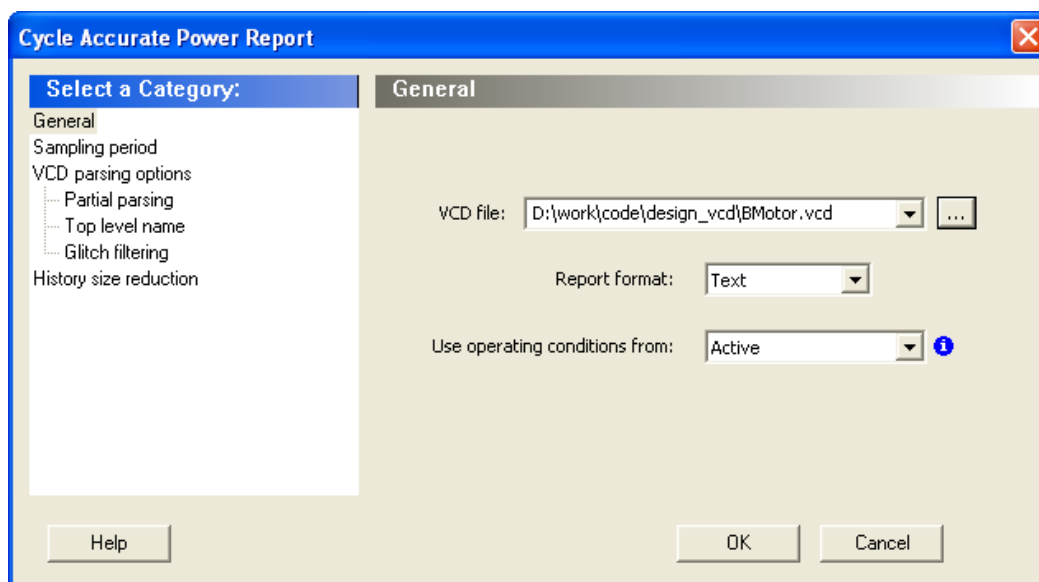 Cycle Accurate Power Report
Select a Category:
General
Sampling period
VCD parsing options
Partial parsing
Top level name
Glitch filtering
History size reduction
General
VCD file: D:\work\code\design_vcd\BMotor.vcd ...
Report format: Text
Use operating conditions from: Active
Help OK Cancel